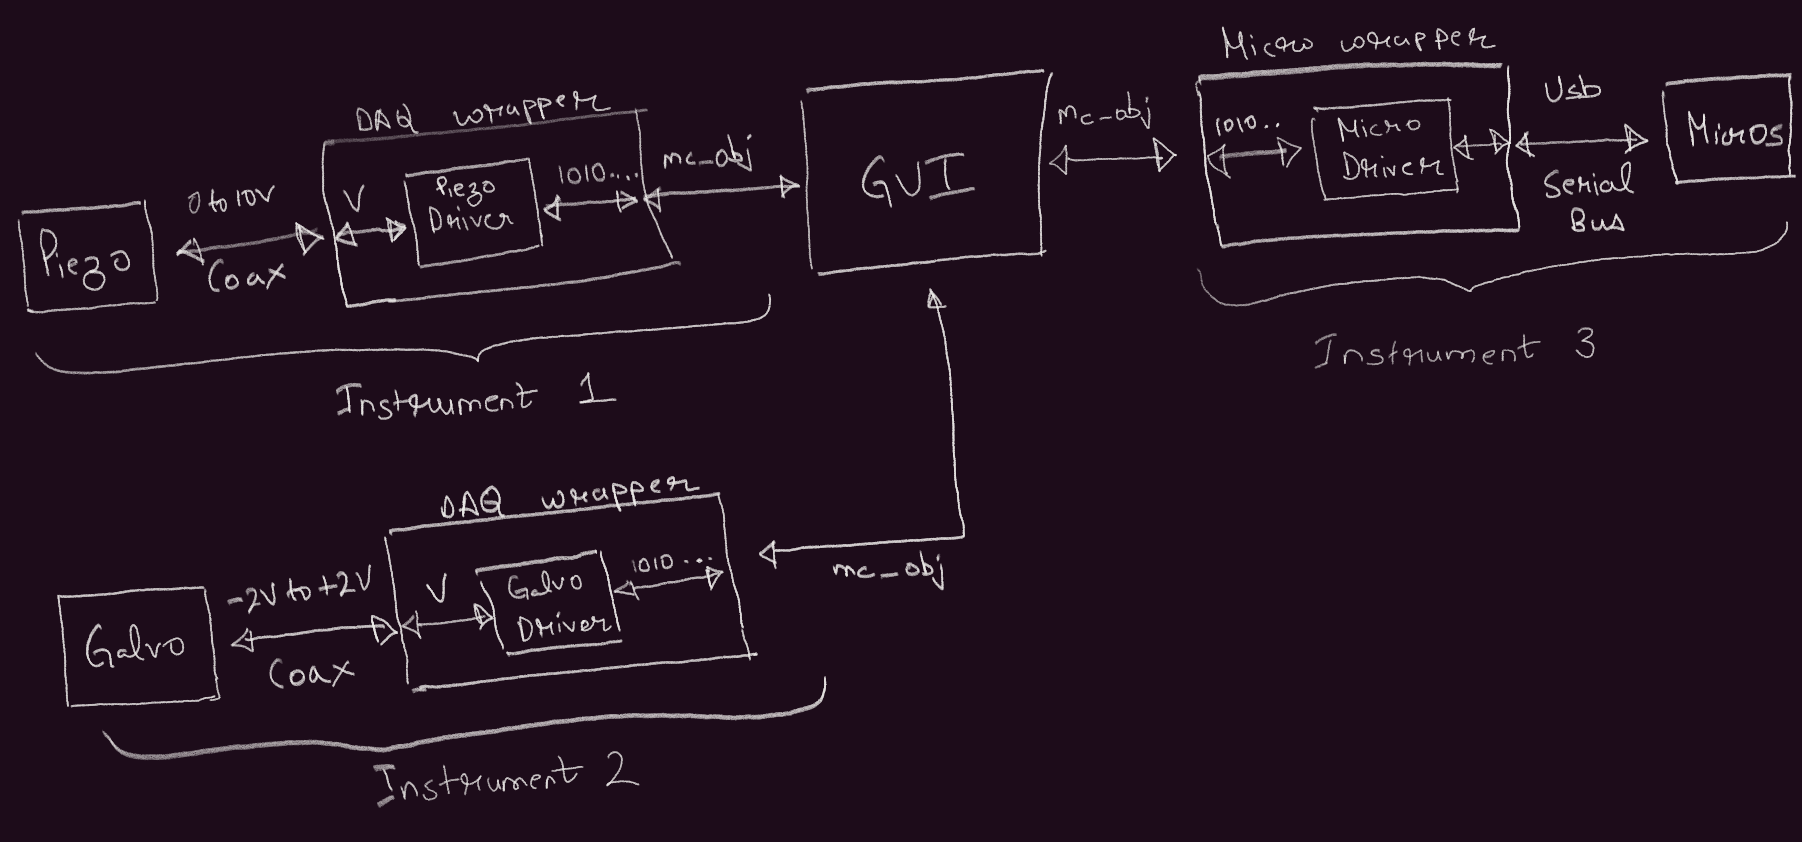 Micro wrapper
DAQ wrapper
Usb
mc_obj
1010..
Micro
Driver
Micros
Serial
Bus
GUI
mc_obj
1010....
Piezo
Driver
V
0 to 10V
Coax
Piezo
Instrument 3
Instrument 1
DAQ wrapper
mc_obj
1010...
Galvo
Driver
V
-2V to +2V
Coax
Galvo
Instrument 2